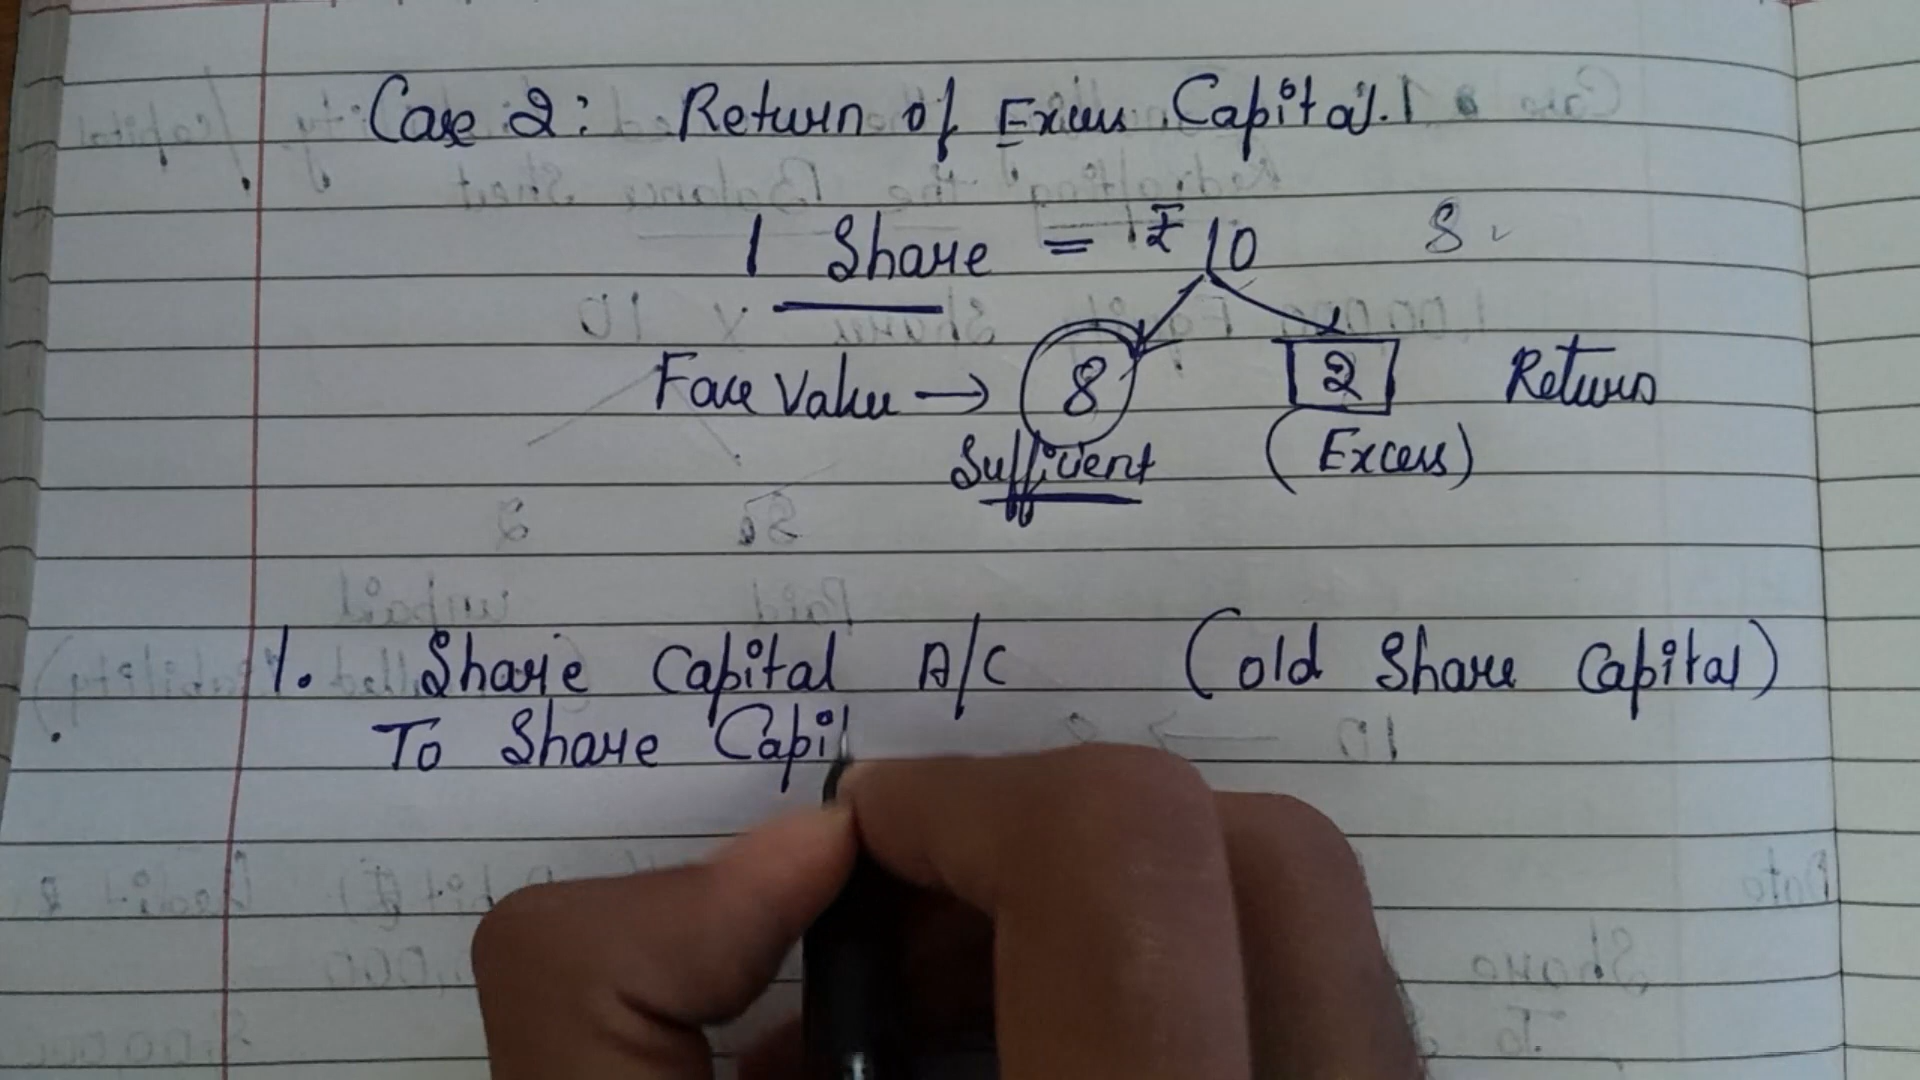 Case 2: Return of Excess Capital.
1 Share = ₹ 10 8
Face Value → 8 2 Return
Sufficient (Excess)
1. Share Capital A/C (old Share Capital)
To Share Capit